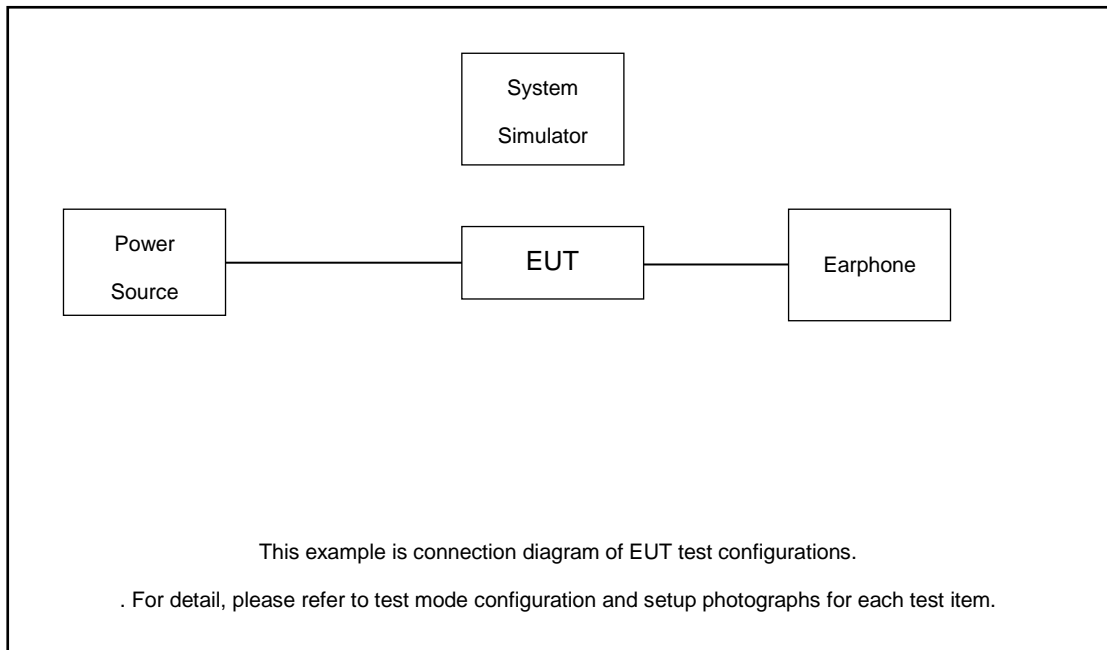 System
Simulator
Power
Source
EUT
Earphone
This example is connection diagram of EUT test configurations.
. For detail, please refer to test mode configuration and setup photographs for each test item.